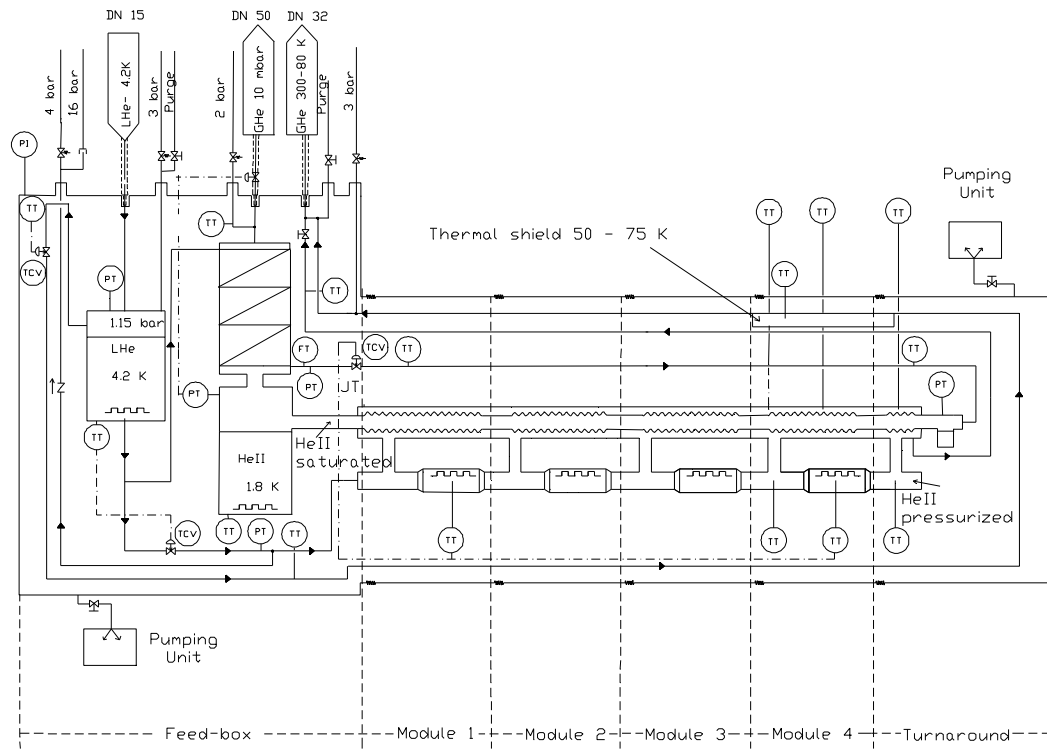 DN 15
DN 50
DN 32
4 bar
16 bar
LHe- 4.2K
3 bar
Purge
2 bar
GHe 10 mbar
GHe 300-80 K
Purge
3 bar
PI
TT
TCV
PT
TT
TT
Pumping
Unit
TT
TT
TT
TT
Thermal shield 50 - 75 K
1.15 bar
LHe
4.2 K
FT
PT
TCV
TT
JT
TT
PT
PT
TT
HeII
saturated
HeII
1.8 K
HeII
pressurized
TCV
TT
PT
TT
TT
TT
TT
TT
Pumping
Unit
Feed-box
Module 1
Module 2
Module 3
Module 4
Turnaround